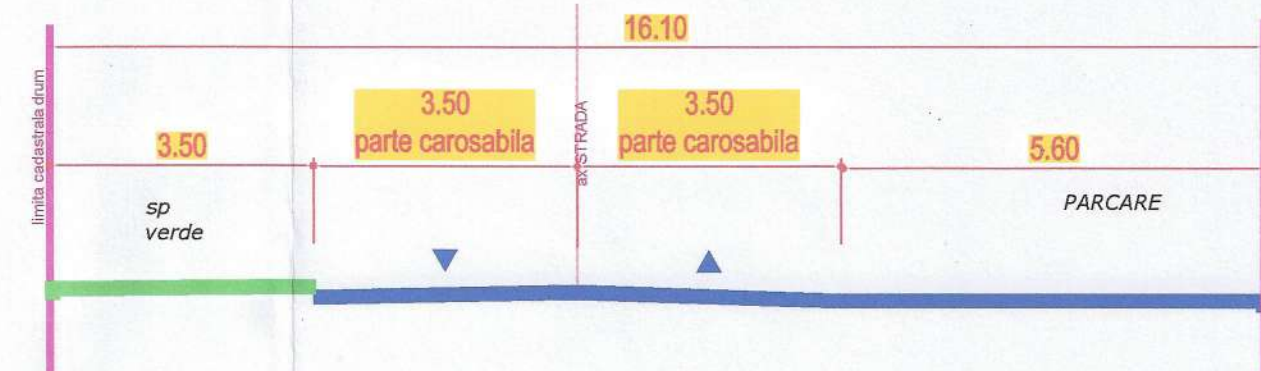 16.10
limita cadastrala drum
3.50
3.50
parte carosabila
ax STRADA
3.50
parte carosabila
5.60
sp
verde
PARCARE